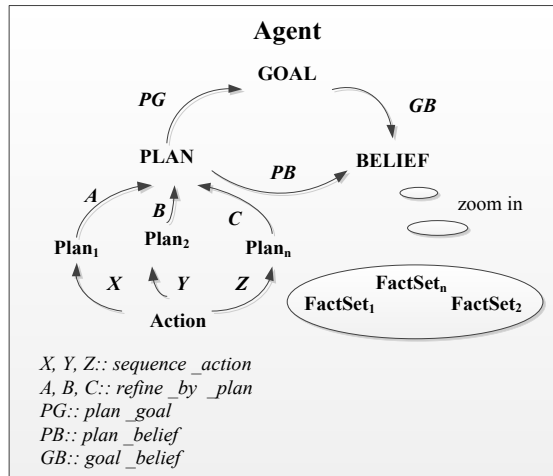 Agent
GOAL
PG
GB
PLAN
PB
BELIEF
A
B
C
zoom in
Plan1
Plan2
Plann
X
Y
Z
Action
FactSet1
FactSetn
FactSet2
X, Y, Z:: sequence _action
A, B, C:: refine _by _plan
PG:: plan _goal
PB:: plan _belief
GB:: goal _belief